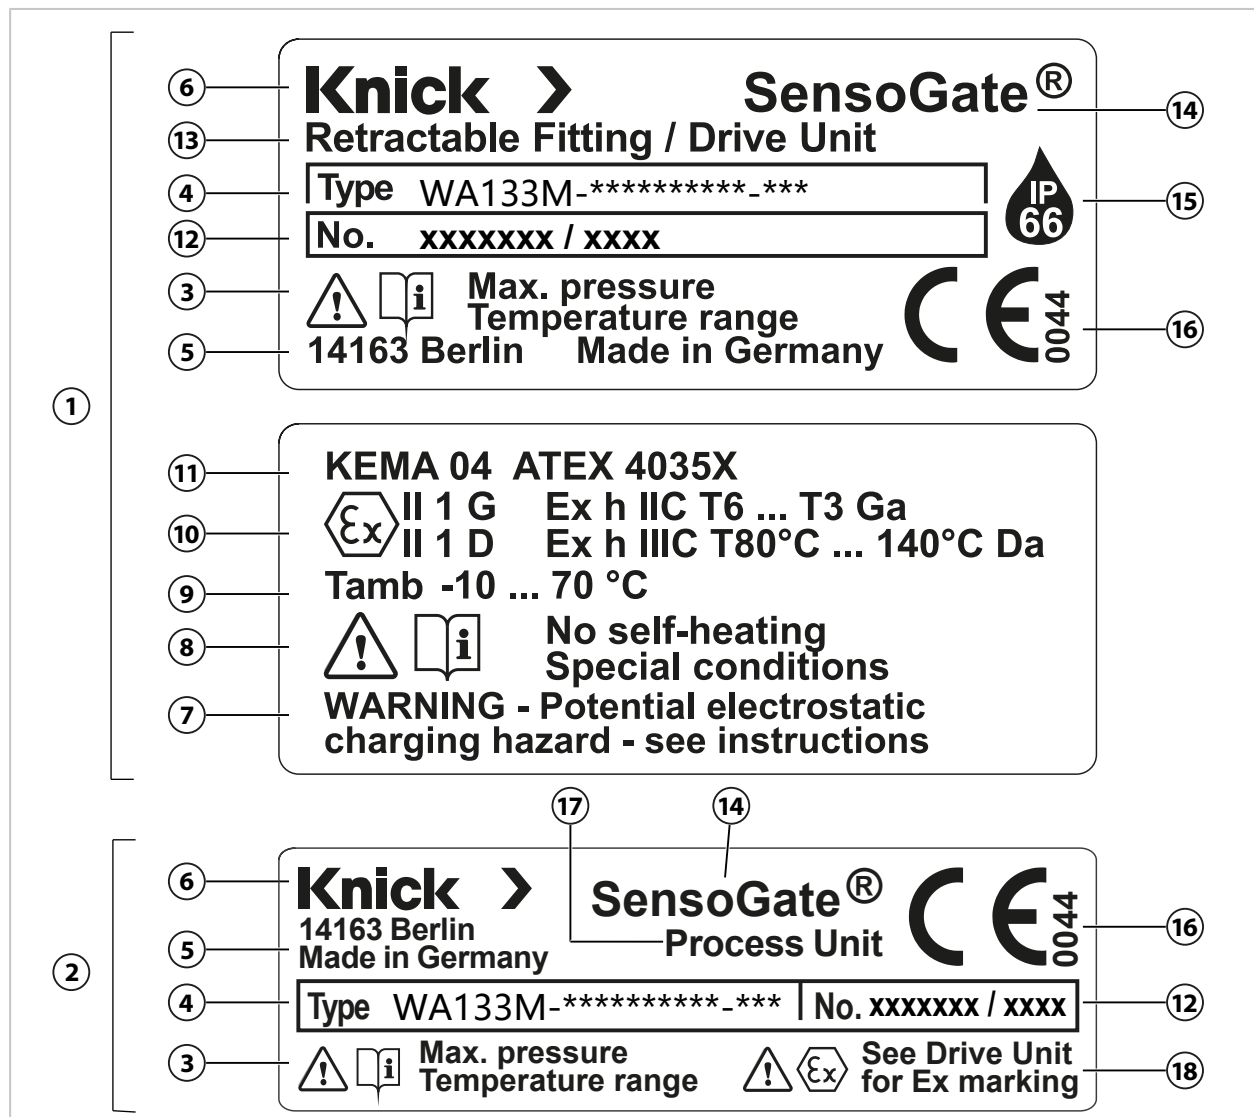 ⑥ Knick > SensoGate® ⑭
⑬ Retractable Fitting / Drive Unit
④ Type WA133M-**********-*** IP 66 ⑮
⑫ No. xxxxxxx / xxxx
③ ! i Max. pressure
Temperature range
CE 0044 ⑯
⑤ 14163 Berlin Made in Germany
①
⑪ KEMA 04 ATEX 4035X
⑩ Ex II 1 G Ex h IIC T6 ... T3 Ga
II 1 D Ex h IIIC T80°C ... 140°C Da
⑨ Tamb -10 ... 70 °C
⑧ ! i No self-heating
Special conditions
⑦ WARNING - Potential electrostatic
charging hazard - see instructions
⑰ ⑭
⑥ Knick > SensoGate® CE 0044 ⑯
⑤ 14163 Berlin
Made in Germany
Process Unit
②
④ Type WA133M-**********-*** No. xxxxxxx / xxxx ⑫
③ ! i Max. pressure
Temperature range
! Ex See Drive Unit
for Ex marking ⑱